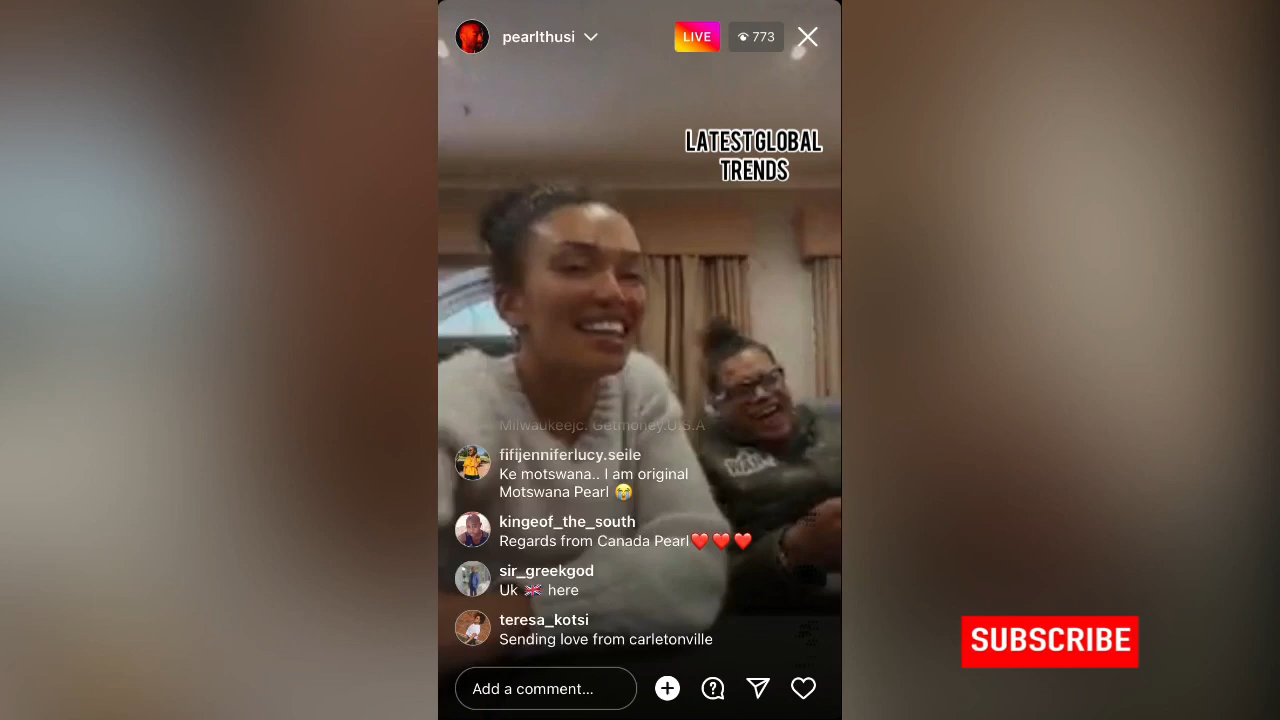 pearlthusi
LIVE
773
LATEST GLOBAL
TRENDS
Milwaukeejc. Getmoney.U.S.A
fifijenniferlucy.seile
Ke motswana.. I am original
Motswana Pearl 😭
kingeof_the_south
Regards from Canada Pearl❤️❤️❤️
sir_greekgod
Uk 🇬🇧 here
teresa_kotsi
Sending love from carletonville
Add a comment...
SUBSCRIBE